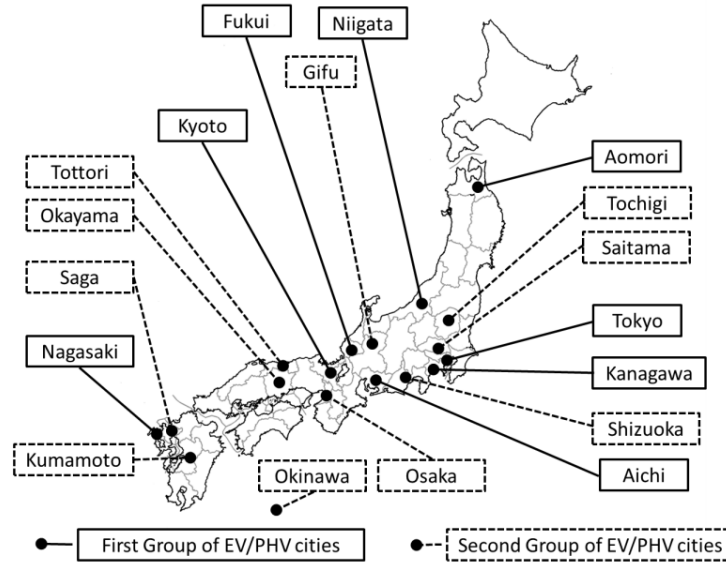 Fukui
Niigata
Gifu
Kyoto
Aomori
Tottori
Tochigi
Okayama
Saitama
Saga
Tokyo
Nagasaki
Kanagawa
Shizuoka
Kumamoto
Okinawa
Osaka
Aichi
First Group of EV/PHV cities
Second Group of EV/PHV cities